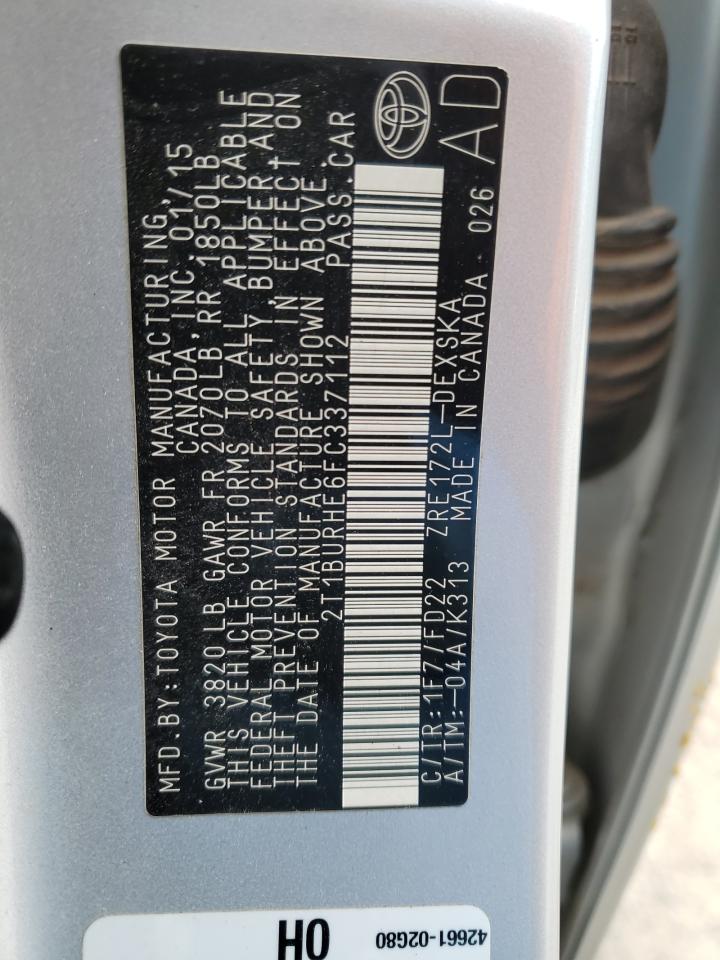 MFD.BY:TOYOTA MOTOR MANUFACTURING,
CANADA, INC.01/15
GVWR 3820LB GAWR FR 2070LB, RR 1850LB
THIS VEHICLE CONFORMS TO ALL APPLICABLE
FEDERAL MOTOR VEHICLE SAFETY, BUMPER, AND
THEFT PREVENTION STANDARDS IN EFFECT ON
THE DATE OF MANUFACTURE SHOWN ABOVE.
2T1BURHE6FC337112 PASS.CAR
C/TR:1F7/FD22 ZRE172L-DEXSKA
A/TM:-04A/K313 MADE IN CANADA 026
AD
42661-02G80
0H